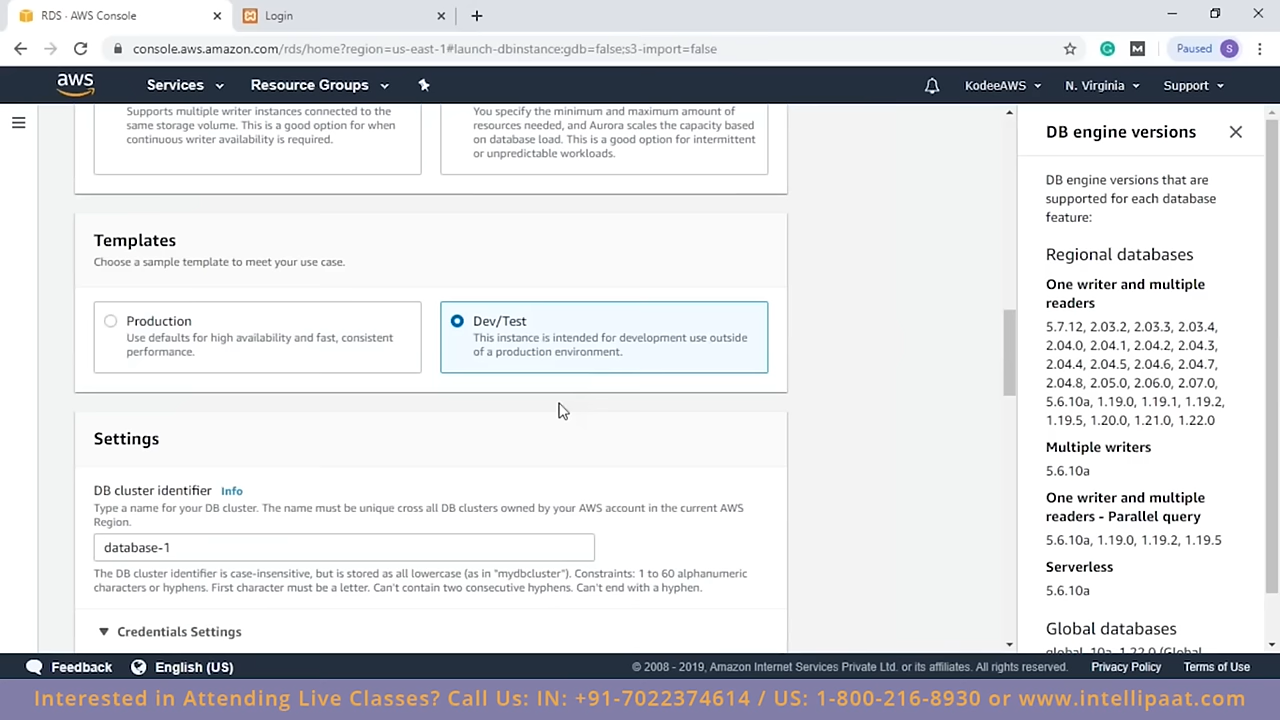 RDS · AWS Console
Login
console.aws.amazon.com/rds/home?region=us-east-1#launch-dbinstance:gdb=false;s3-import=false
Paused
S
aws
Services
Resource Groups
KodeeAWS
N. Virginia
Support
Supports multiple writer instances connected to the
same storage volume. This is a good option for when
continuous writer availability is required.
You specify the minimum and maximum amount of
resources needed, and Aurora scales the capacity based
on database load. This is a good option for intermittent
or unpredictable workloads.
Templates
Choose a sample template to meet your use case.
Production
Use defaults for high availability and fast, consistent
performance.
Dev/Test
This instance is intended for development use outside
of a production environment.
Settings
DB cluster identifier Info
Type a name for your DB cluster. The name must be unique cross all DB clusters owned by your AWS account in the current AWS
Region.
database-1
The DB cluster identifier is case-insensitive, but is stored as all lowercase (as in "mydbcluster"). Constraints: 1 to 60 alphanumeric
characters or hyphens. First character must be a letter. Can't contain two consecutive hyphens. Can't end with a hyphen.
Credentials Settings
DB engine versions
DB engine versions that are
supported for each database
feature:
Regional databases
One writer and multiple
readers
5.7.12, 2.03.2, 2.03.3, 2.03.4,
2.04.0, 2.04.1, 2.04.2, 2.04.3,
2.04.4, 2.04.5, 2.04.6, 2.04.7,
2.04.8, 2.05.0, 2.06.0, 2.07.0,
5.6.10a, 1.19.0, 1.19.1, 1.19.2,
1.19.5, 1.20.0, 1.21.0, 1.22.0
Multiple writers
5.6.10a
One writer and multiple
readers - Parallel query
5.6.10a, 1.19.0, 1.19.2, 1.19.5
Serverless
5.6.10a
Global databases
global_10a, 1.22.0 (Global
Feedback
English (US)
© 2008 - 2019, Amazon Internet Services Private Ltd. or its affiliates. All rights reserved.
Privacy Policy
Terms of Use
Interested in Attending Live Classes? Call Us: IN: +91-7022374614 / US: 1-800-216-8930 or www.intellipaat.com